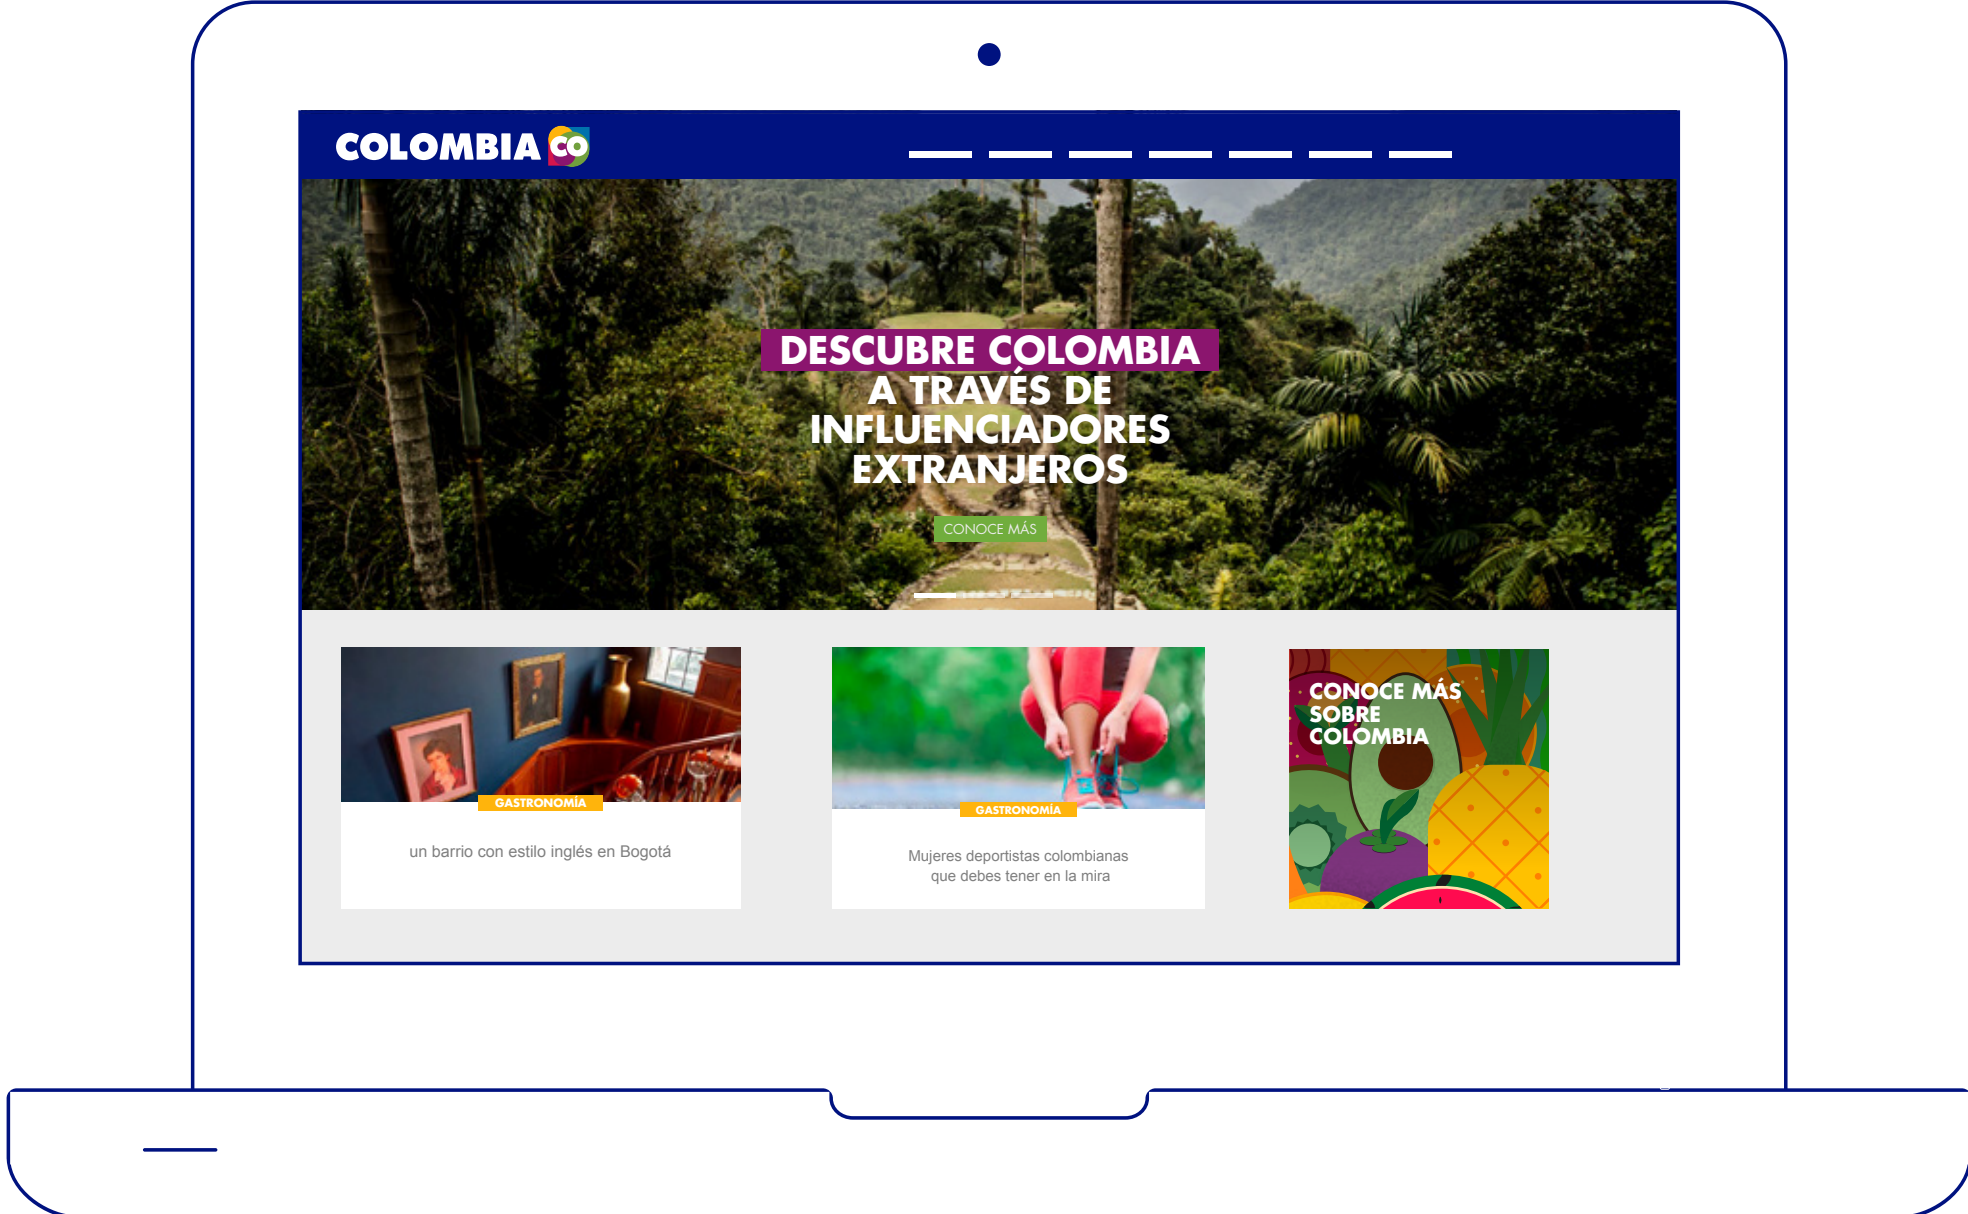 COLOMBIA CO
DESCUBRE COLOMBIA
A TRAVÉS DE
INFLUENCIADORES
EXTRANJEROS
CONOCE MÁS
GASTRONOMÍA
un barrio con estilo inglés en Bogotá
GASTRONOMÍA
Mujeres deportistas colombianas
que debes tener en la mira
CONOCE MÁS
SOBRE
COLOMBIA